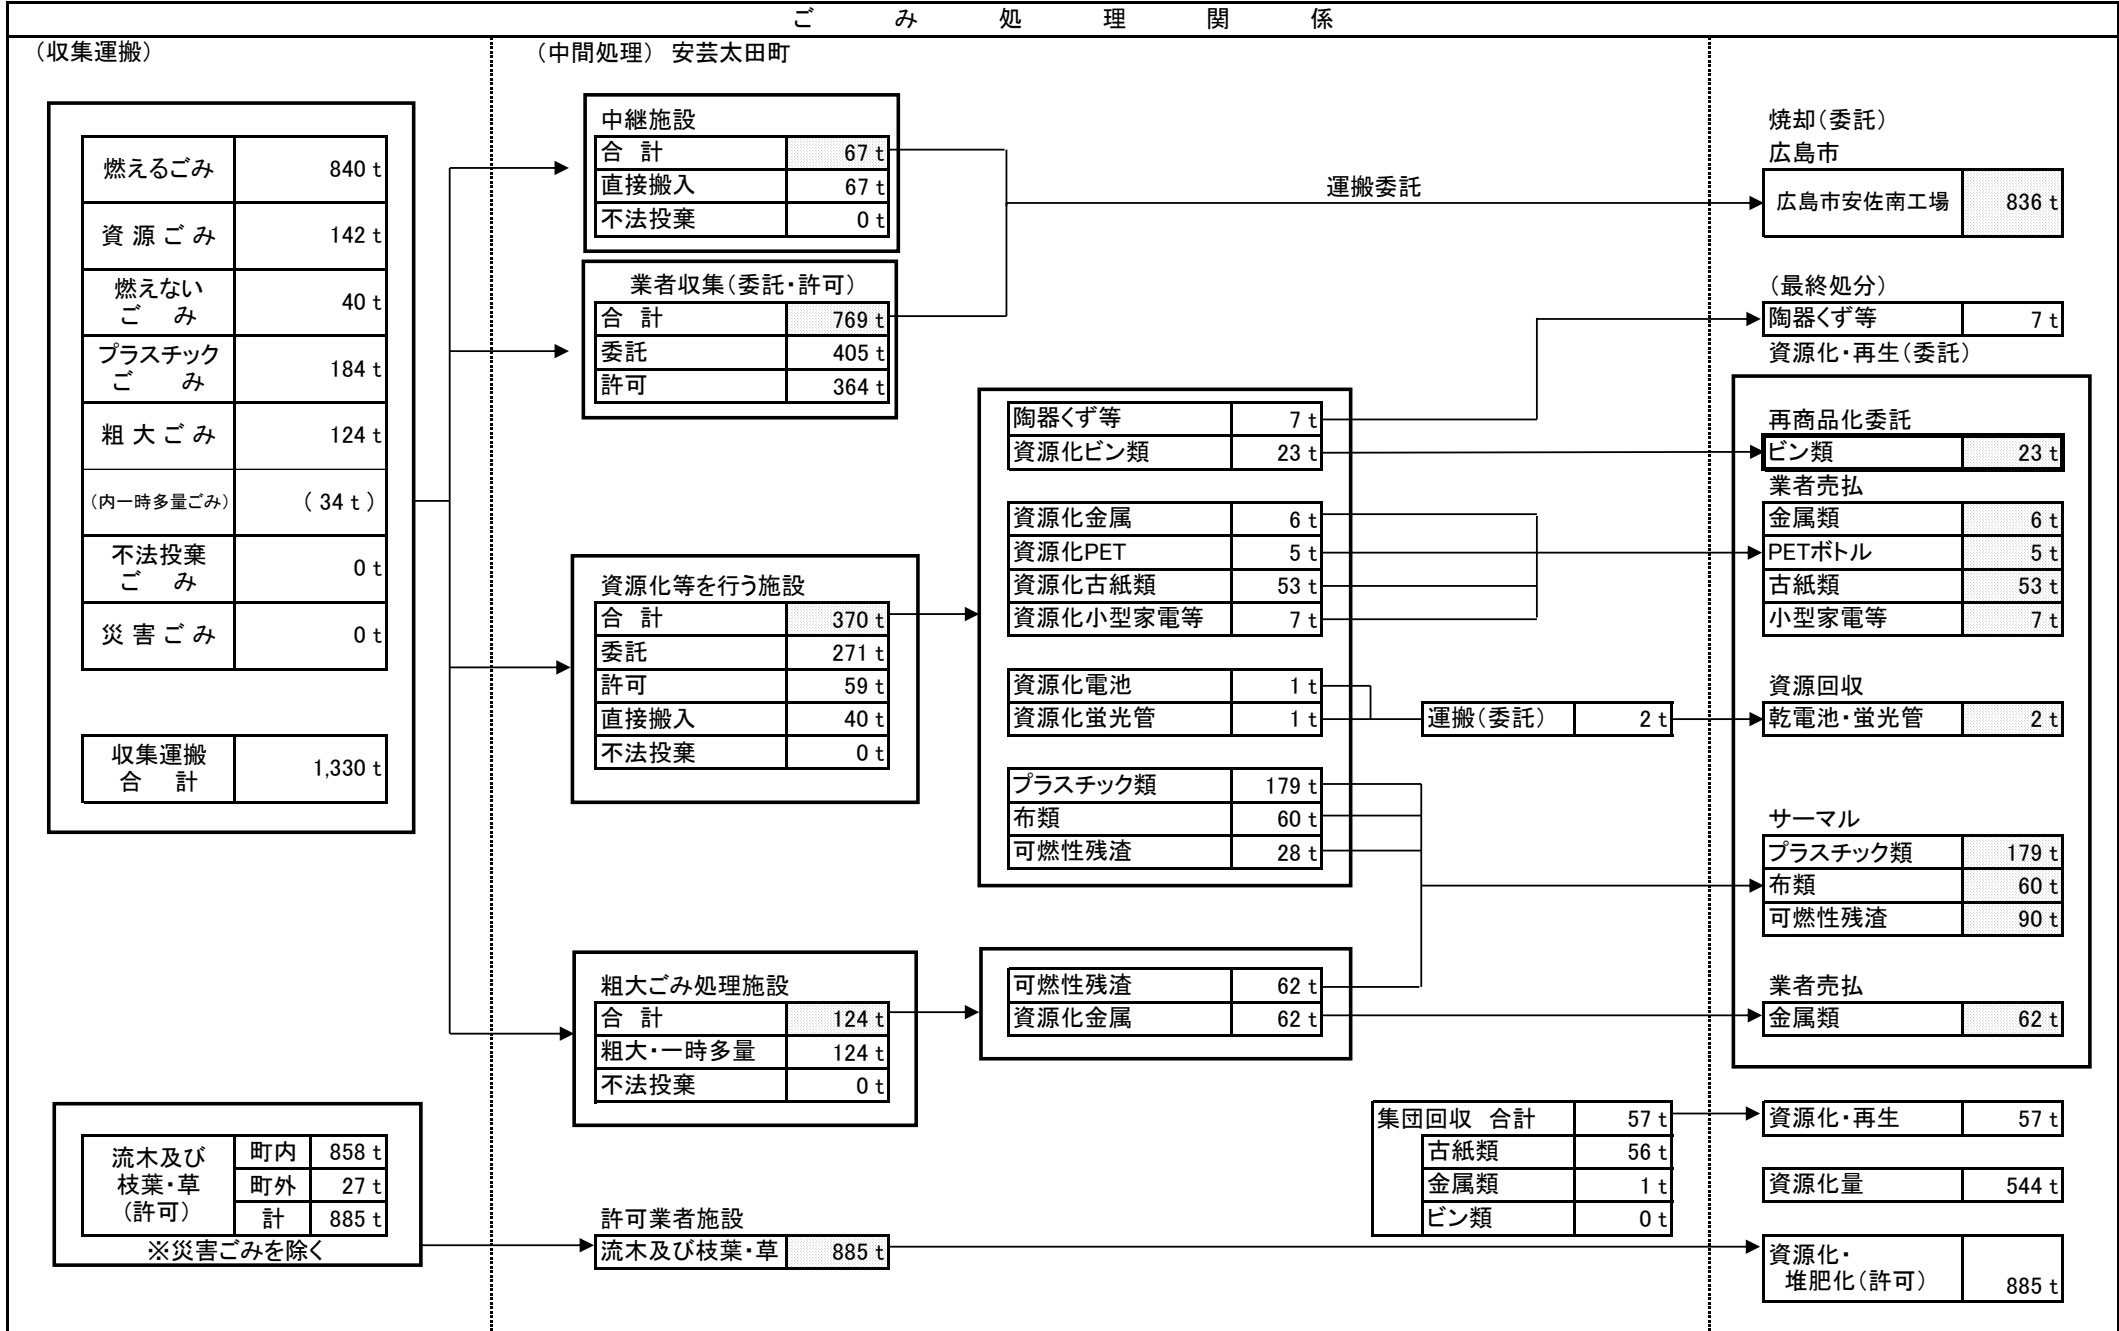 ごみ処理関係
（収集運搬）
燃えるごみ 840 t
資源ごみ 142 t
燃えない
ごみ 40 t
プラスチック
ごみ 184 t
粗大ごみ 124 t
（内一時多量ごみ） （ 34 t ）
不法投棄
ごみ 0 t
災害ごみ 0 t
収集運搬
合計 1,330 t
流木及び
枝葉・草
（許可）
町内 858 t
町外 27 t
計 885 t
※災害ごみを除く
（中間処理） 安芸太田町
中継施設
合計 67 t
直接搬入 67 t
不法投棄 0 t
業者収集（委託・許可）
合計 769 t
委託 405 t
許可 364 t
資源化等を行う施設
合計 370 t
委託 271 t
許可 59 t
直接搬入 40 t
不法投棄 0 t
粗大ごみ処理施設
合計 124 t
粗大・一時多量 124 t
不法投棄 0 t
許可業者施設
流木及び枝葉・草 885 t
陶器くず等 7 t
資源化ビン類 23 t
資源化金属 6 t
資源化PET 5 t
資源化古紙類 53 t
資源化小型家電等 7 t
資源化電池 1 t
資源化蛍光管 1 t
プラスチック類 179 t
布類 60 t
可燃性残渣 28 t
可燃性残渣 62 t
資源化金属 62 t
運搬委託
運搬（委託） 2 t
集団回収 合計 57 t
古紙類 56 t
金属類 1 t
ビン類 0 t
焼却（委託）
広島市
広島市安佐南工場 836 t
（最終処分）
陶器くず等 7 t
資源化・再生（委託）
再商品化委託
ビン類 23 t
業者売払
金属類 6 t
PETボトル 5 t
古紙類 53 t
小型家電等 7 t
資源回収
乾電池・蛍光管 2 t
サーマル
プラスチック類 179 t
布類 60 t
可燃性残渣 90 t
業者売払
金属類 62 t
資源化・再生 57 t
資源化量 544 t
資源化・
堆肥化（許可） 885 t